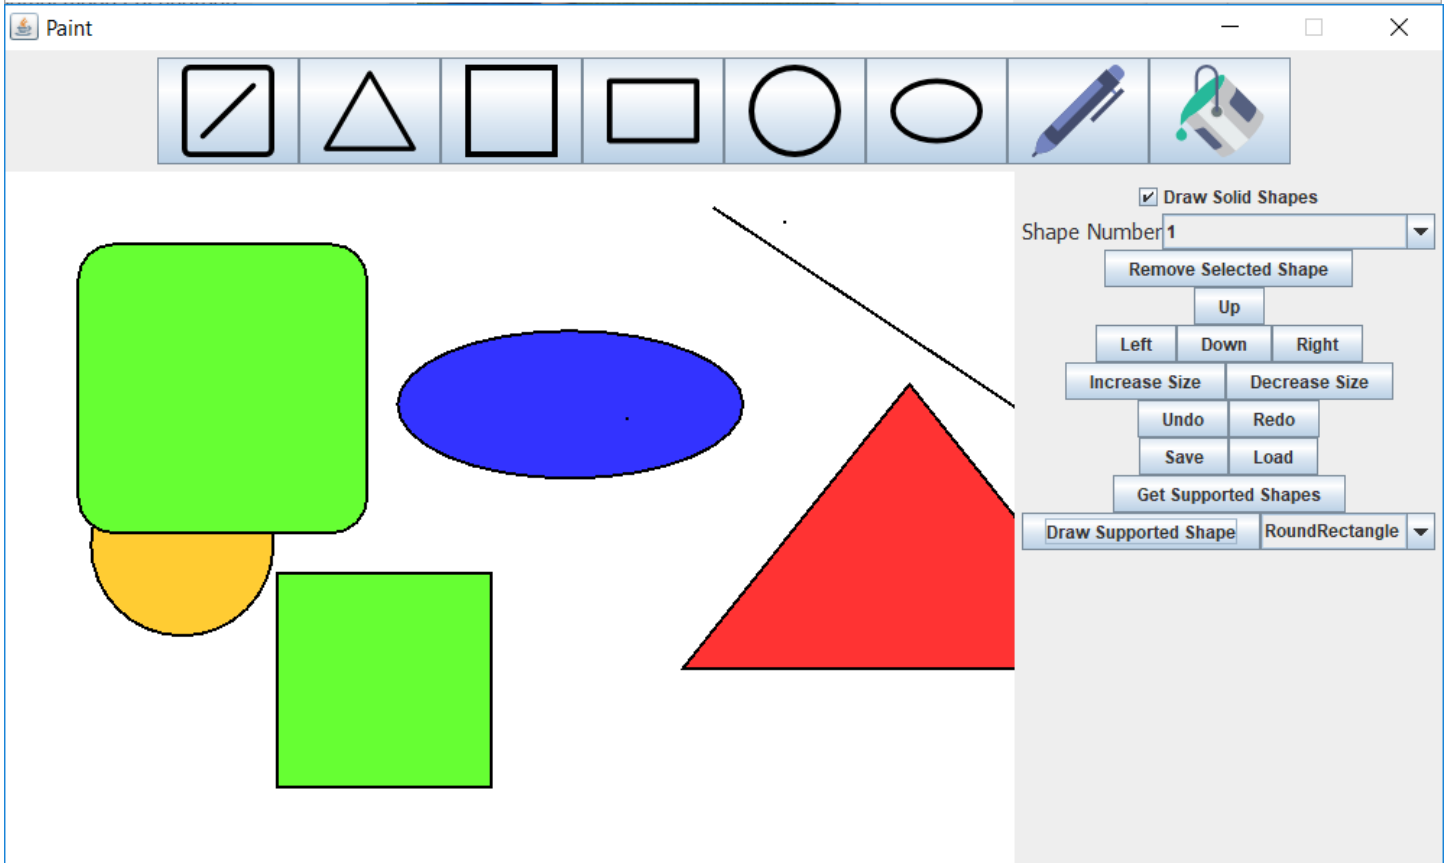 Paint
Draw Solid Shapes
Shape Number 1
Remove Selected Shape
Up
Left Down Right
Increase Size Decrease Size
Undo Redo
Save Load
Get Supported Shapes
Draw Supported Shape RoundRectangle